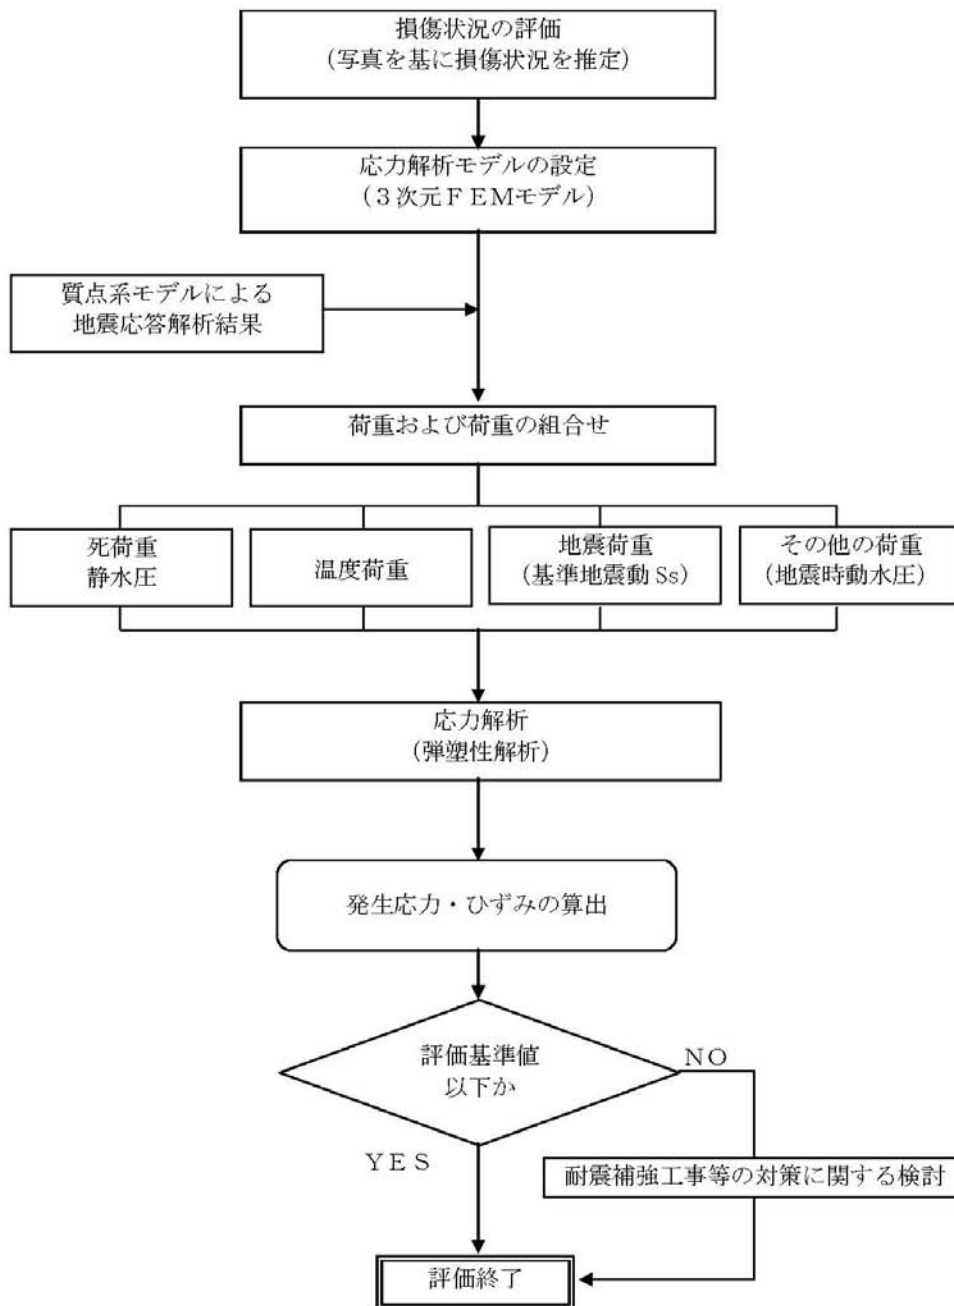 損傷状況の評価
(写真を基に損傷状況を推定)
応力解析モデルの設定
(3次元FEMモデル)
質点系モデルによる
地震応答解析結果
荷重および荷重の組合せ
死荷重
静水圧
温度荷重
地震荷重
(基準地震動 Ss)
その他の荷重
(地震時動水圧)
応力解析
(弾塑性解析)
発生応力・ひずみの算出
評価基準値
以下か
NO
YES
耐震補強工事等の対策に関する検討
評価終了